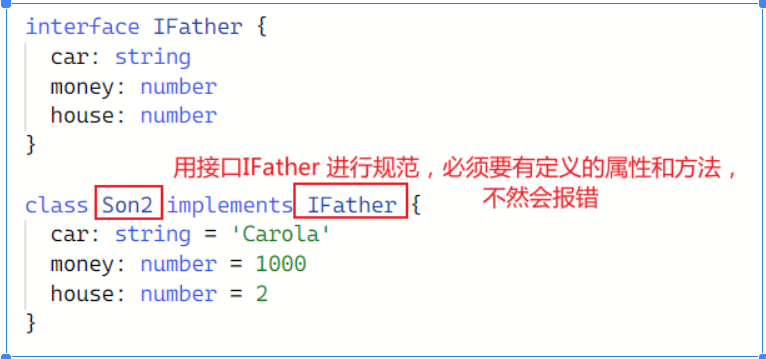 interface IFather {
car: string
money: number
house: number
}
用接口IFather 进行规范，必须要有定义的属性和方法，
不然会报错
class Son2 implements IFather {
car: string = 'Carola'
money: number = 1000
house: number = 2
}